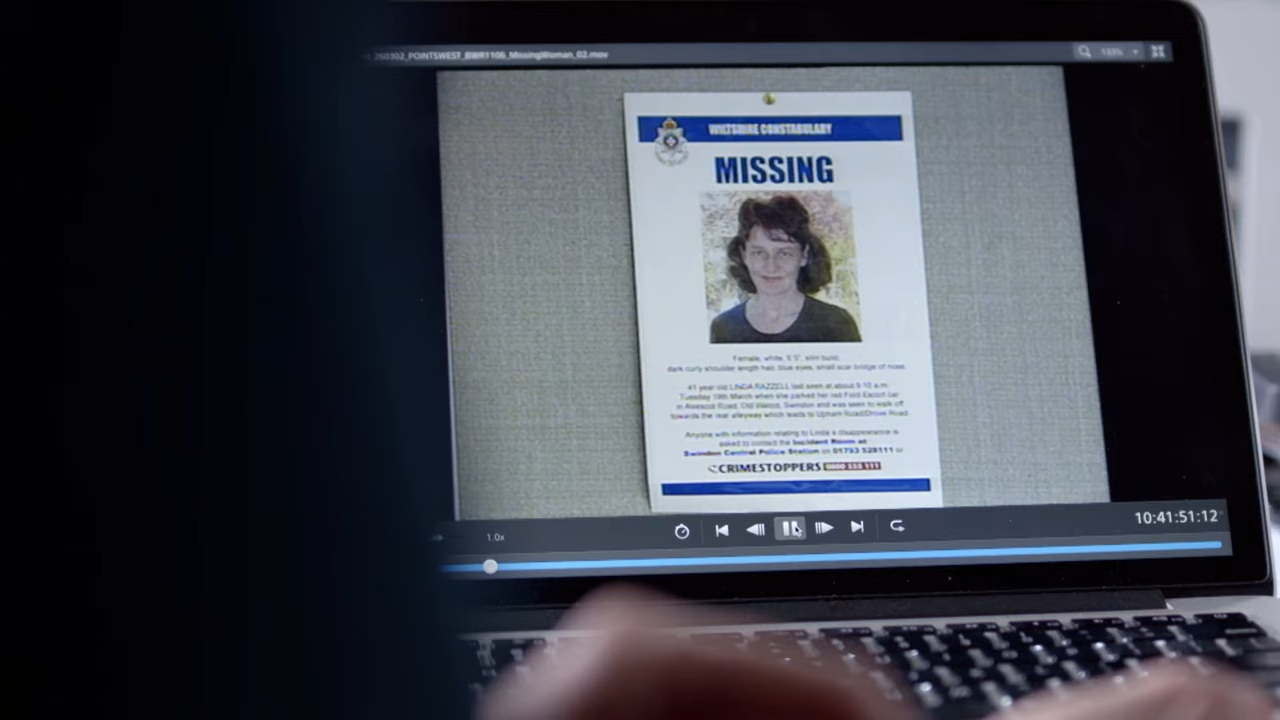 260302_POINTSWEST_BWR1106_MissingWoman_02.mov
133%
WILTSHIRE CONSTABULARY
MISSING
Female, white, 5'5", slim build,
dark curly shoulder length hair, blue eyes, small scar bridge of nose.
41 year old LINDA RAZZELL last seen at about 9.10 a.m.
Tuesday 19th March when she parked her red Ford Escort car
in Alvescot Road, Old Walcot, Swindon and was seen to walk off
towards the rear alleyway which leads to Upham Road/Drove Road.
Anyone with information relating to Linda's disappearance is
asked to contact the Incident Room at
Swindon Central Police Station on 01793 528111 or
CRIMESTOPPERS 0800 555 111
10:41:51:12
1.0x